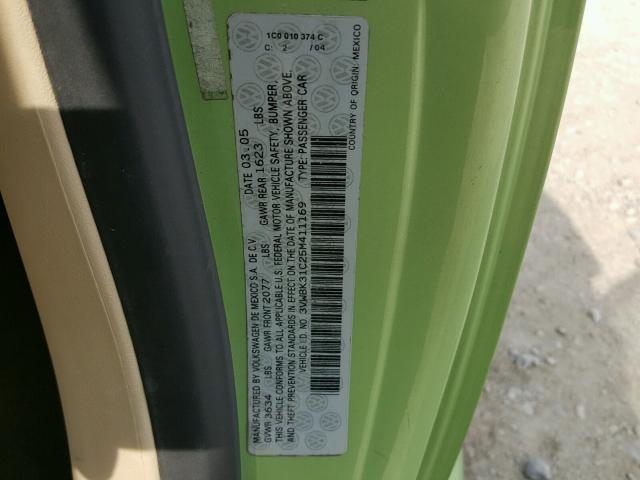 1C0 010 374 C
C 2 /04
MANUFACTURED BY VOLKSWAGEN DE MEXICO S.A. DE C.V. DATE 03.05
GVWR 3634 LBS GAWR FRONT 2077 LBS GAWR REAR 1623 LBS
THIS VEHICLE CONFORMS TO ALL APPLICABLE U.S. FEDERAL MOTOR VEHICLE SAFETY, BUMPER,
AND THEFT PREVENTION STANDARDS IN EFFECT ON THE DATE OF MANUFACTURE SHOWN ABOVE.
VEHICLE I.D. NO.: 3VWBK31C25M411169 TYPE: PASSENGER CAR
COUNTRY OF ORIGIN: MEXICO